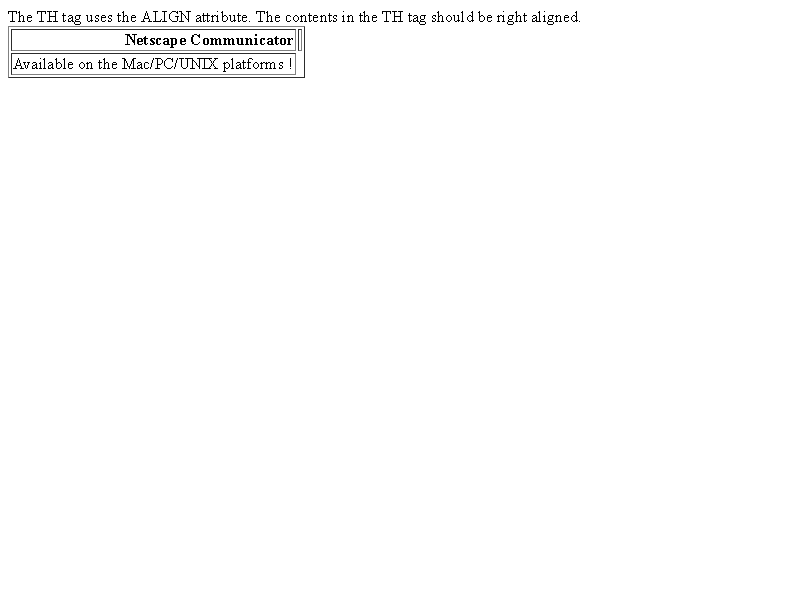 The TH tag uses the ALIGN attribute. The contents in the TH tag should be right aligned.
Netscape Communicator
Available on the Mac/PC/UNIX platforms !